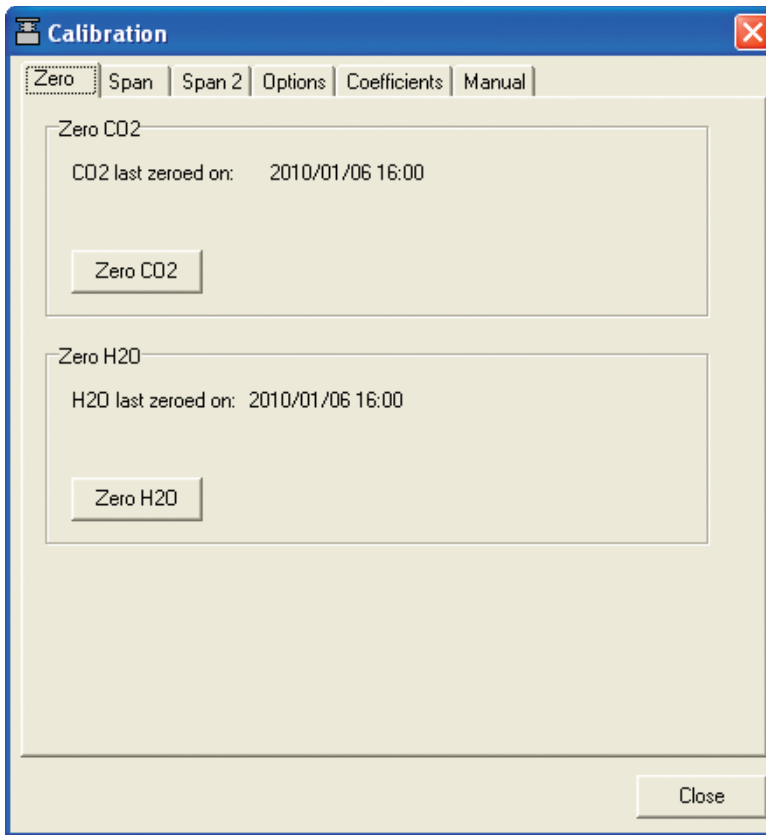 Calibration
Zero Span Span 2 Options Coefficients Manual
Zero CO2
CO2 last zeroed on: 2010/01/06 16:00
Zero CO2
Zero H2O
H2O last zeroed on: 2010/01/06 16:00
Zero H2O
Close